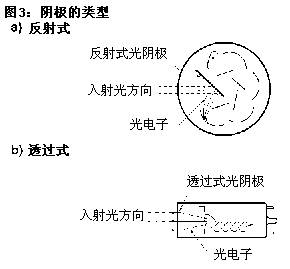 图3：阴极的类型
a) 反射式
反射式光阴极
入射光方向
光电子
b) 透过式
透过式光阴极
入射光方向
光电子